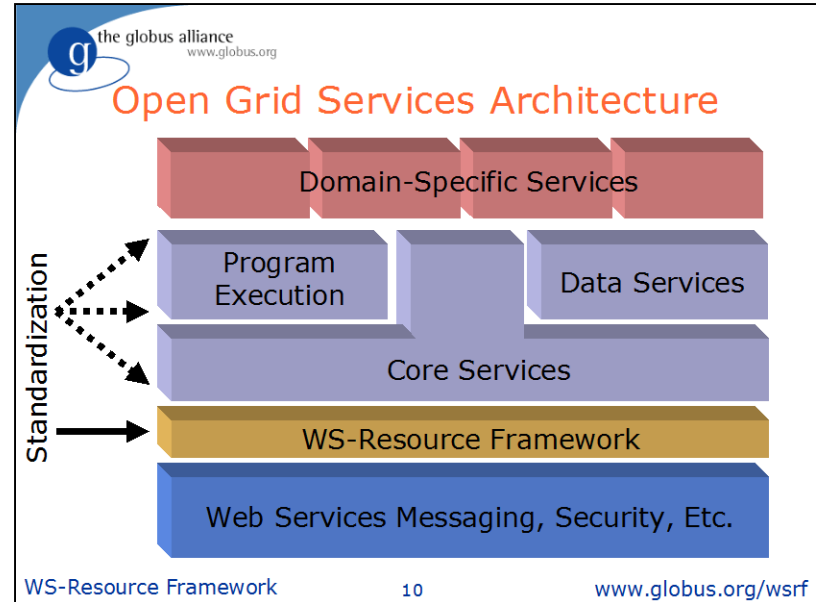 g
the globus alliance
www.globus.org
Open Grid Services Architecture
Domain-Specific Services
Program
Execution
Data Services
Core Services
Standardization
WS-Resource Framework
Web Services Messaging, Security, Etc.
WS-Resource Framework
10
www.globus.org/wsrf